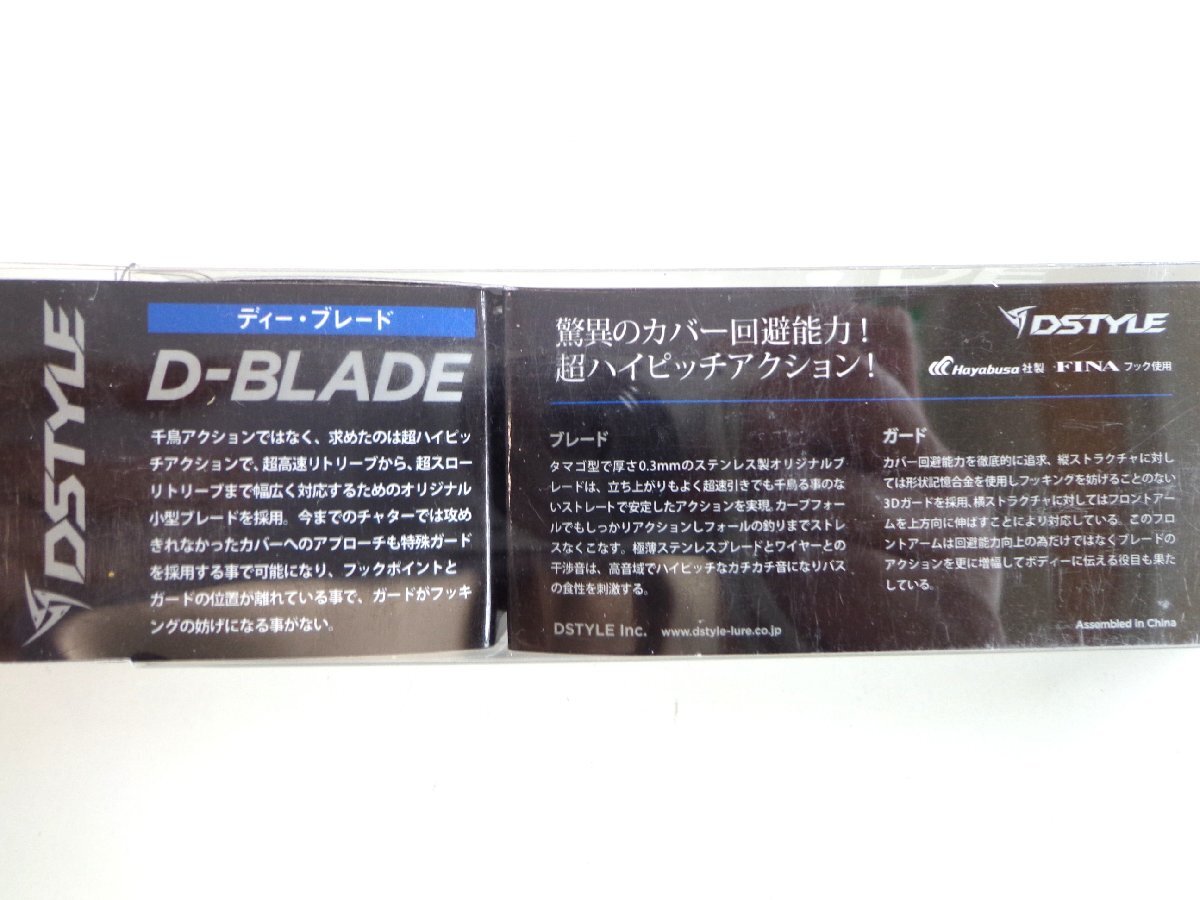 DSTYLE
ディー・ブレード
D-BLADE
千鳥アクションではなく、求めたのは超ハイピッ
チアクションで、超高速リトリーブから、超スロー
リトリーブまで幅広く対応するためのオリジナル
小型ブレードを採用。今までのチャターでは攻め
きれなかったカバーへのアプローチも特殊ガード
を採用する事で可能になり、フックポイントと
ガードの位置が離れている事で、ガードがフッキ
ングの妨げになる事がない。
驚異のカバー回避能力!
超ハイピッチアクション!
DSTYLE
Hayabusa 社製 FINA フック使用
ブレード
タマゴ型で厚さ0.3mmのステンレス製オリジナルブ
レードは、立ち上がりもよく超速引きでも千鳥る事のな
いストレートで安定したアクションを実現。カーブフォー
ルでもしっかりアクションしフォールの釣りまでストレ
スなくこなす。極薄ステンレスブレードとワイヤーとの
干渉音は、高音域でハイピッチなカチカチ音になりバス
の食性を刺激する。
ガード
カバー回避能力を徹底的に追求、縦ストラクチャに対し
ては形状記憶合金を使用しフッキングを妨げることのない
3Dガードを採用、横ストラクチャに対してはフロントアー
ムを上方向に伸ばすことにより対応している。このフロ
ントアームは回避能力向上の為だけではなくブレードの
アクションを更に増幅してボディーに伝える役目も果た
している。
DSTYLE Inc. www.dstyle-lure.co.jp
Assembled in China